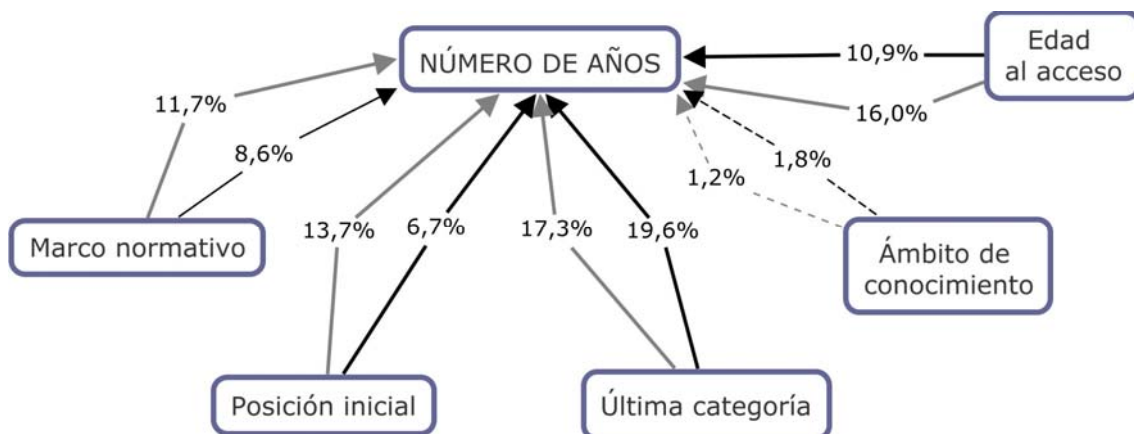 NÚMERO DE AÑOS
Edad
al acceso
10,9%
16,0%
11,7%
8,6%
1,8%
1,2%
13,7%
6,7%
17,3%
19,6%
Marco normativo
Ámbito de
conocimiento
Posición inicial
Última categoría